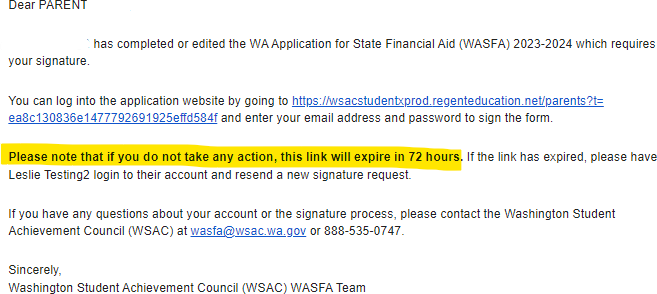 Dear PARENT
has completed or edited the WA Application for State Financial Aid (WASFA) 2023-2024 which requires
your signature.
You can log into the application website by going to https://wsacstudentxprod.regenteducation.net/parents?t=
ea8c130836e1477792691925effd584f and enter your email address and password to sign the form.
Please note that if you do not take any action, this link will expire in 72 hours. If the link has expired, please have
Leslie Testing2 login to their account and resend a new signature request.
If you have any questions about your account or the signature process, please contact the Washington Student
Achievement Council (WSAC) at wasfa@wsac.wa.gov or 888-535-0747.
Sincerely,
Washington Student Achievement Council (WSAC) WASFA Team